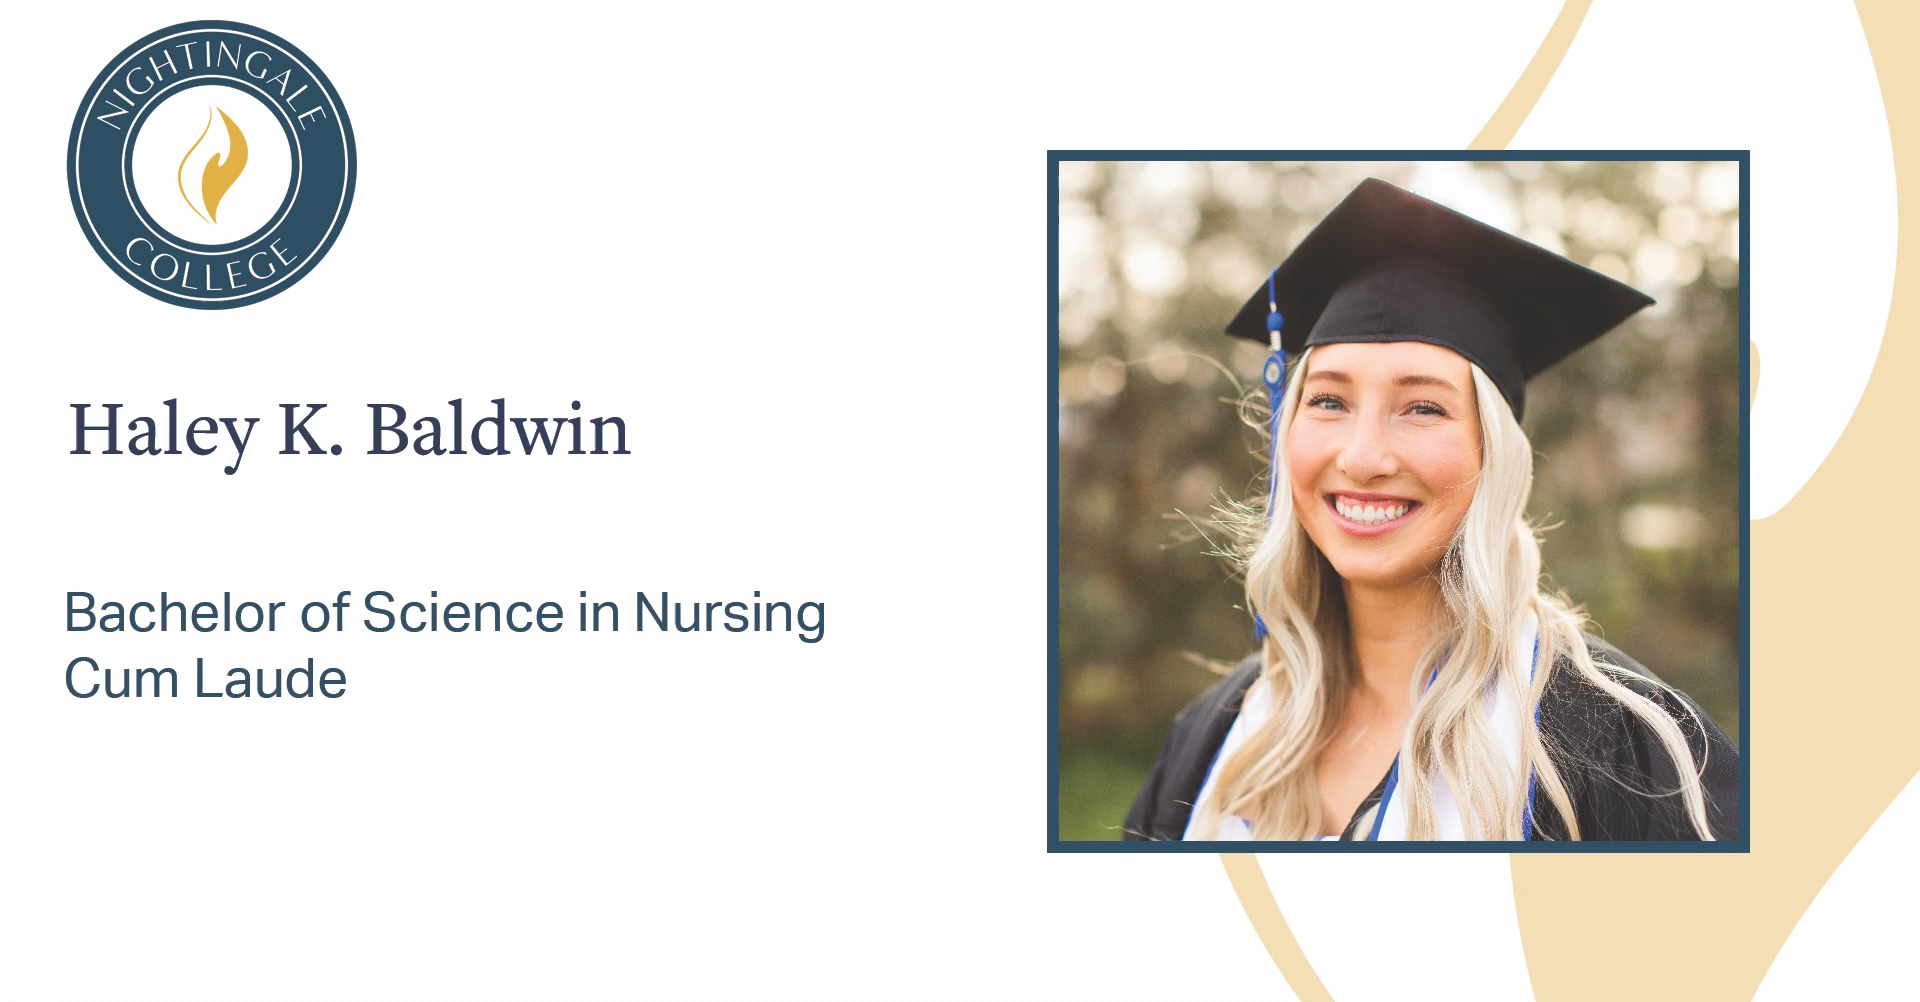 NIGHTINGALE
COLLEGE
Haley K. Baldwin
Bachelor of Science in Nursing
Cum Laude